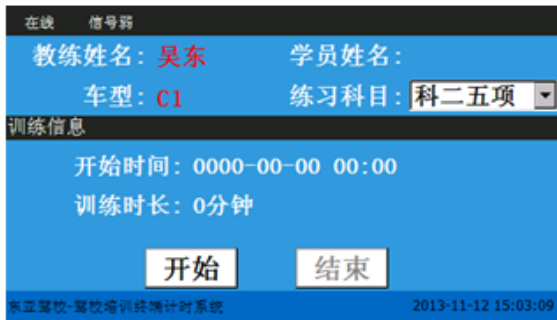 在线 信号弱
教练姓名: 吴东 学员姓名:
车型: C1 练习科目: 科二五项
训练信息
开始时间: 0000-00-00 00:00
训练时长: 0分钟
开始 结束
东亚驾校-驾校培训终端计时系统 2013-11-12 15:03:09